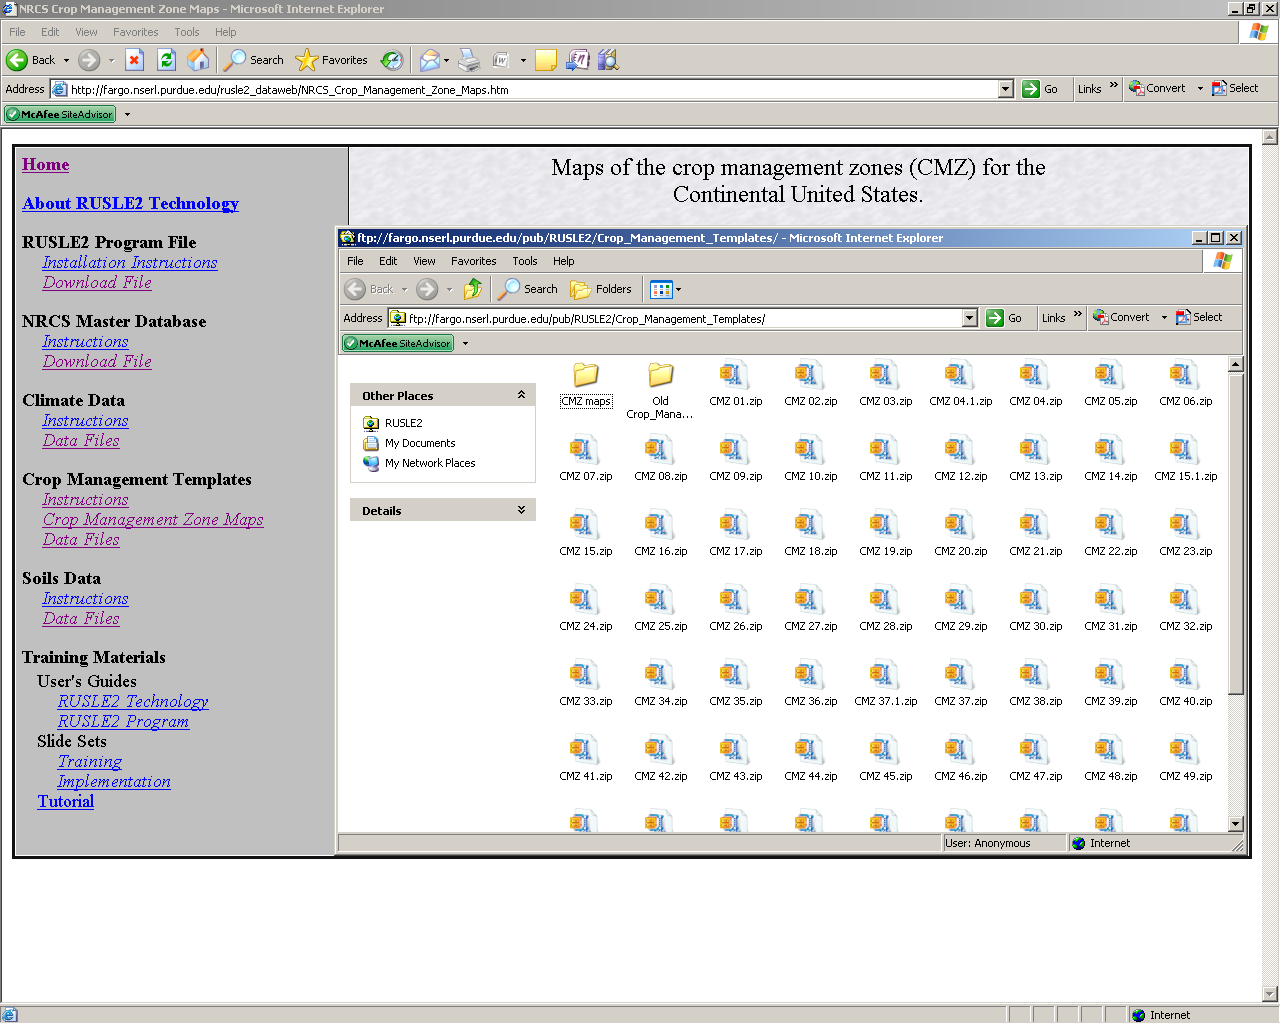 NRCS Crop Management Zone Maps - Microsoft Internet Explorer
File Edit View Favorites Tools Help
Back Search Favorites
Address http://fargo.nserl.purdue.edu/rusle2_dataweb/NRCS_Crop_Management_Zone_Maps.htm Go Links » Convert Select
McAfee SiteAdvisor
Home
About RUSLE2 Technology
RUSLE2 Program File
Installation Instructions
Download File
NRCS Master Database
Instructions
Download File
Climate Data
Instructions
Data Files
Crop Management Templates
Instructions
Crop Management Zone Maps
Data Files
Soils Data
Instructions
Data Files
Training Materials
User's Guides
RUSLE2 Technology
RUSLE2 Program
Slide Sets
Training
Implementation
Tutorial
Maps of the crop management zones (CMZ) for the
Continental United States.
ftp://fargo.nserl.purdue.edu/pub/RUSLE2/Crop_Management_Templates/ - Microsoft Internet Explorer
File Edit View Favorites Tools Help
Back Search Folders
Address ftp://fargo.nserl.purdue.edu/pub/RUSLE2/Crop_Management_Templates/ Go Links » Convert Select
McAfee SiteAdvisor
Other Places
RUSLE2
My Documents
My Network Places
Details
CMZ maps Old Crop_Mana... CMZ 01.zip CMZ 02.zip CMZ 03.zip CMZ 04.1.zip CMZ 04.zip CMZ 05.zip CMZ 06.zip
CMZ 07.zip CMZ 08.zip CMZ 09.zip CMZ 10.zip CMZ 11.zip CMZ 12.zip CMZ 13.zip CMZ 14.zip CMZ 15.1.zip
CMZ 15.zip CMZ 16.zip CMZ 17.zip CMZ 18.zip CMZ 19.zip CMZ 20.zip CMZ 21.zip CMZ 22.zip CMZ 23.zip
CMZ 24.zip CMZ 25.zip CMZ 26.zip CMZ 27.zip CMZ 28.zip CMZ 29.zip CMZ 30.zip CMZ 31.zip CMZ 32.zip
CMZ 33.zip CMZ 34.zip CMZ 35.zip CMZ 36.zip CMZ 37.1.zip CMZ 37.zip CMZ 38.zip CMZ 39.zip CMZ 40.zip
CMZ 41.zip CMZ 42.zip CMZ 43.zip CMZ 44.zip CMZ 45.zip CMZ 46.zip CMZ 47.zip CMZ 48.zip CMZ 49.zip
User: Anonymous Internet
Internet